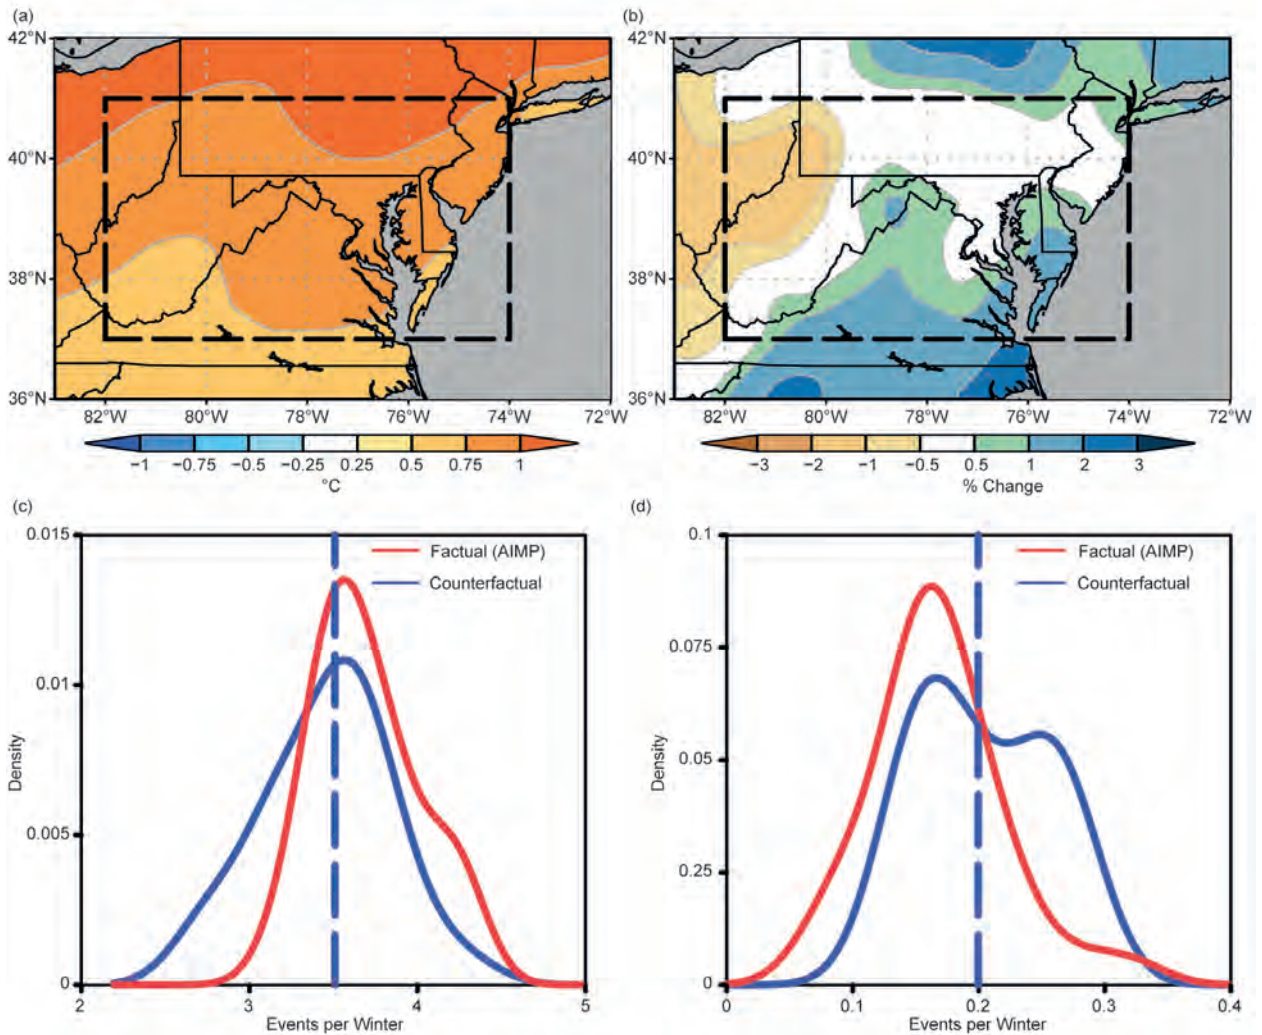 (a)
42°N
40°N
38°N
36°N
82°W 80°W 78°W 76°W 74°W 72°W
−1 −0.75 −0.5 −0.25 0.25 0.5 0.75 1
°C
(b)
42°N
40°N
38°N
36°N
82°W 80°W 78°W 76°W 74°W 72°W
−3 −2 −1 −0.5 0.5 1 2 3
% Change
(c)
0.015
0.01
0.005
0
Density
Factual (AIMP)
Counterfactual
2 3 4 5
Events per Winter
(d)
0.1
0.075
0.05
0.25
0
Density
Factual (AIMP)
Counterfactual
0 0.1 0.2 0.3 0.4
Events per Winter